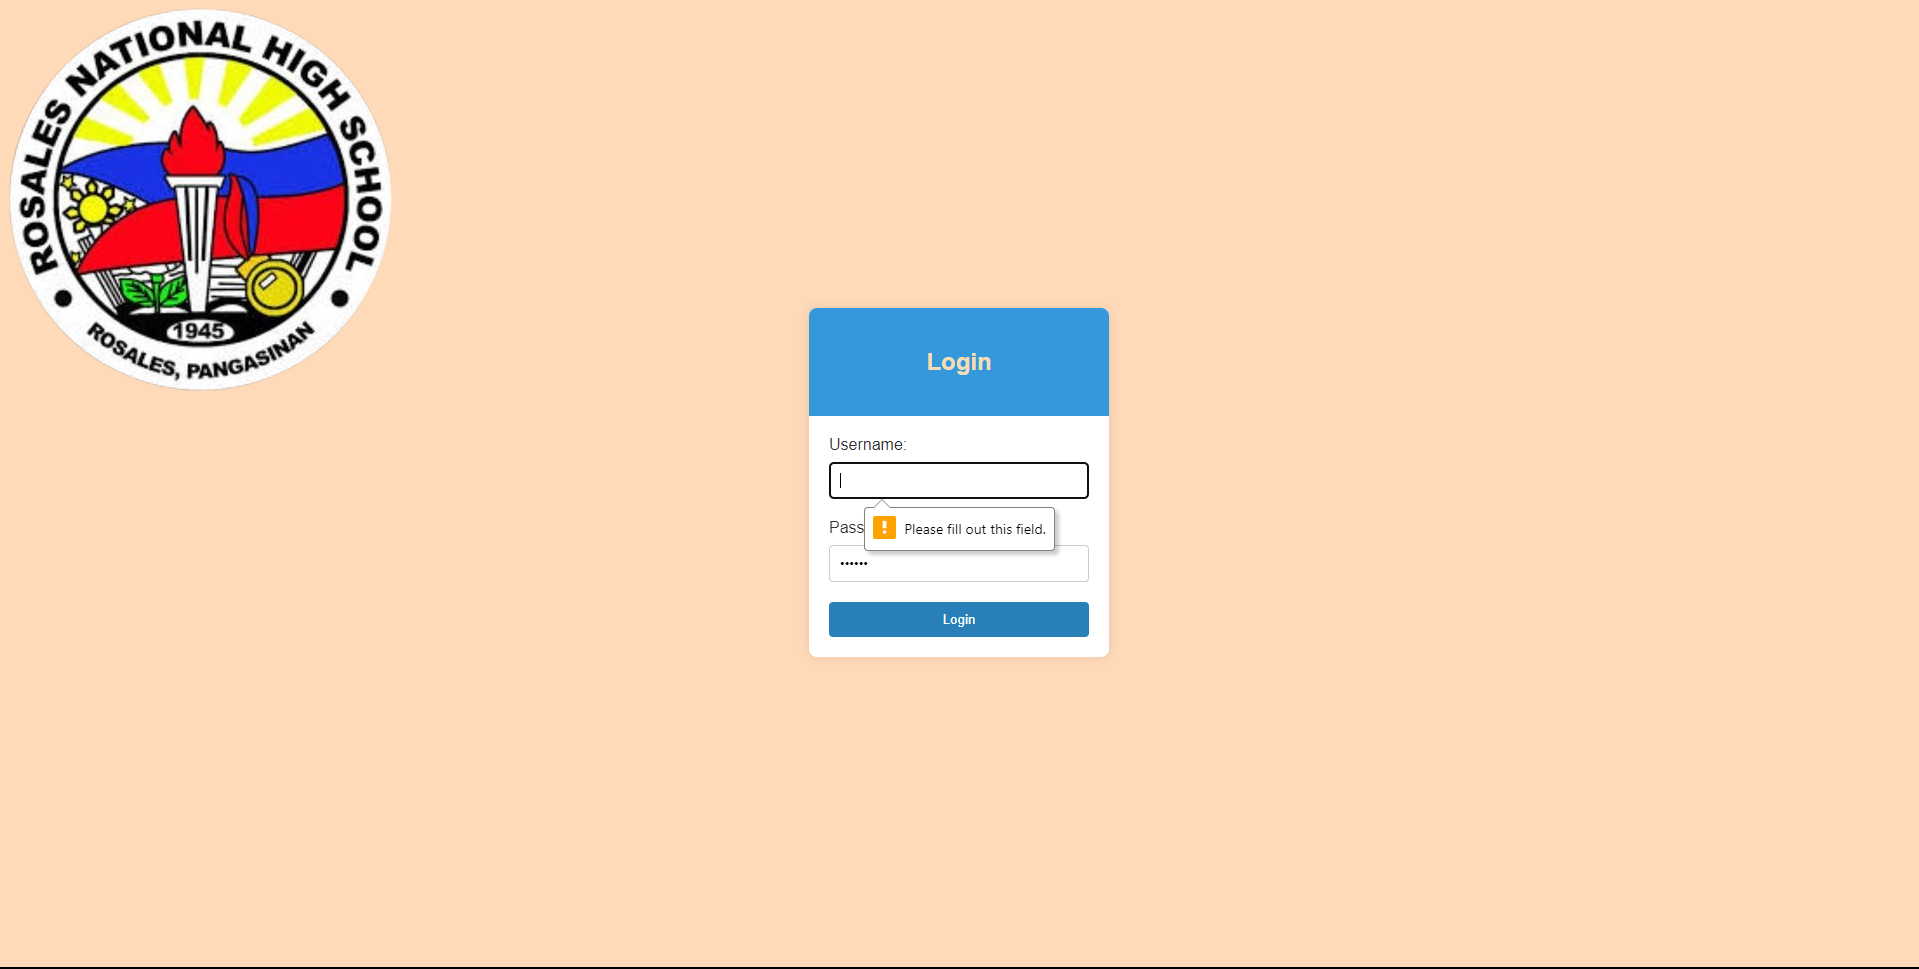 ROSALES NATIONAL HIGH SCHOOL
1945
ROSALES, PANGASINAN
Login
Username:
Pass
Please fill out this field.
Login